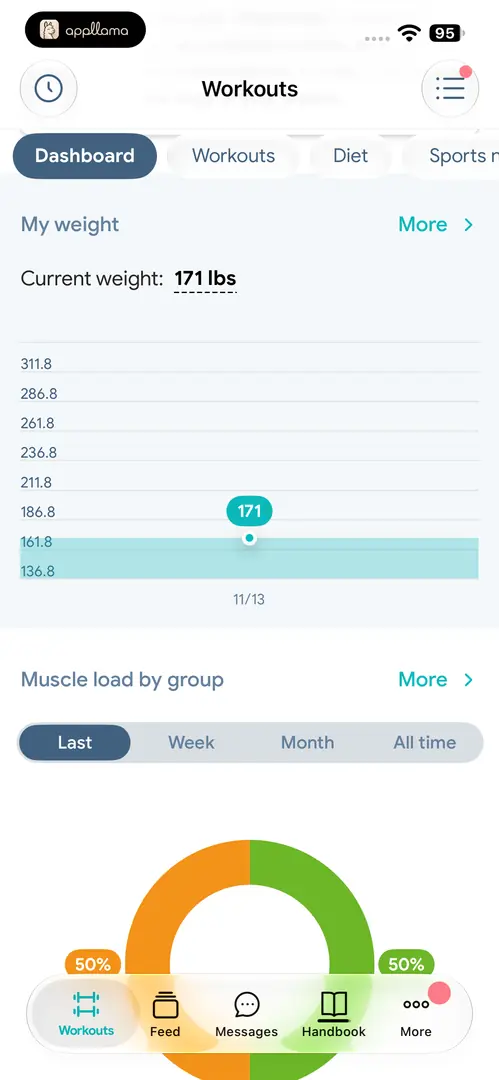 appllama
95
Workouts
Dashboard
Workouts
Diet
Sports n
My weight
More
Current weight: 171 lbs
311.8
286.8
261.8
236.8
211.8
186.8
171
161.8
136.8
11/13
Muscle load by group
More
Last
Week
Month
All time
50%
50%
Workouts
Feed
Messages
Handbook
More